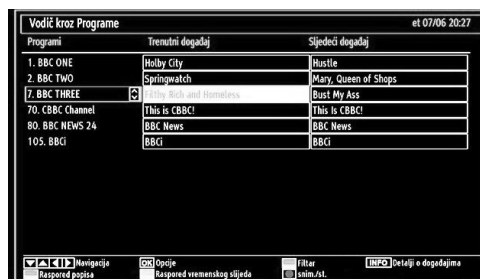 Vodič kroz Programe et 07/06 20:27
Programi Trenutni događaj Sljedeći događaj
1. BBC ONE Holby City Hustle
2. BBC TWO Springwatch Mary, Queen of Shops
7. BBC THREE Filthy Rich and Homeless Bust My Ass
70. CBBC Channel This is CBBC! This Is CBBC!
80. BBC NEWS 24 BBC News BBC News
105. BBCi BBCi BBCi
Navigacija OK Opcije Filtar INFO Detalji o događajima
Raspored popisa Raspored vremenskog slijeda snim./st.